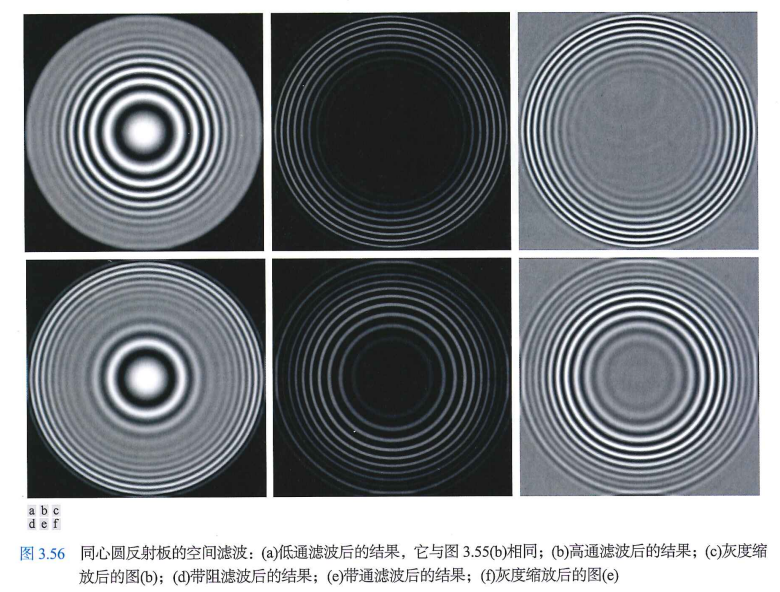 a b c
d e f
图 3.56 同心圆反射板的空间滤波：(a)低通滤波后的结果，它与图 3.55(b)相同；(b)高通滤波后的结果；(c)灰度缩
放后的图(b)；(d)带阻滤波后的结果；(e)带通滤波后的结果；(f)灰度缩放后的图(e)